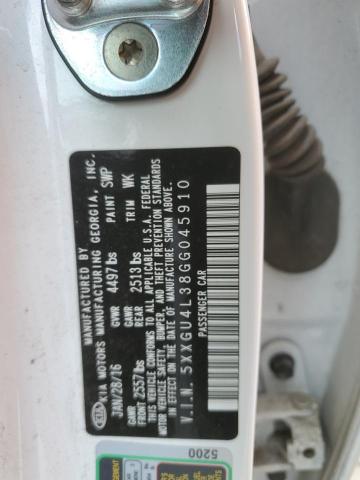 MANUFACTURED BY
KIA KIA MOTORS MANUFACTURING GEORGIA, INC.
JAN/28/16 GVWR 4497 lbs PAINT SWP
GAWR FRONT 2557 lbs GAWR REAR 2513 lbs TRIM WK
THIS VEHICLE CONFORMS TO ALL APPLICABLE U.S.A. FEDERAL
MOTOR VEHICLE SAFETY, BUMPER, AND THEFT PREVENTION STANDARDS
IN EFFECT ON THE DATE OF MANUFACTURE SHOWN ABOVE.
V.I.N. 5XXGU4L38GG045910
PASSENGER CAR
5200